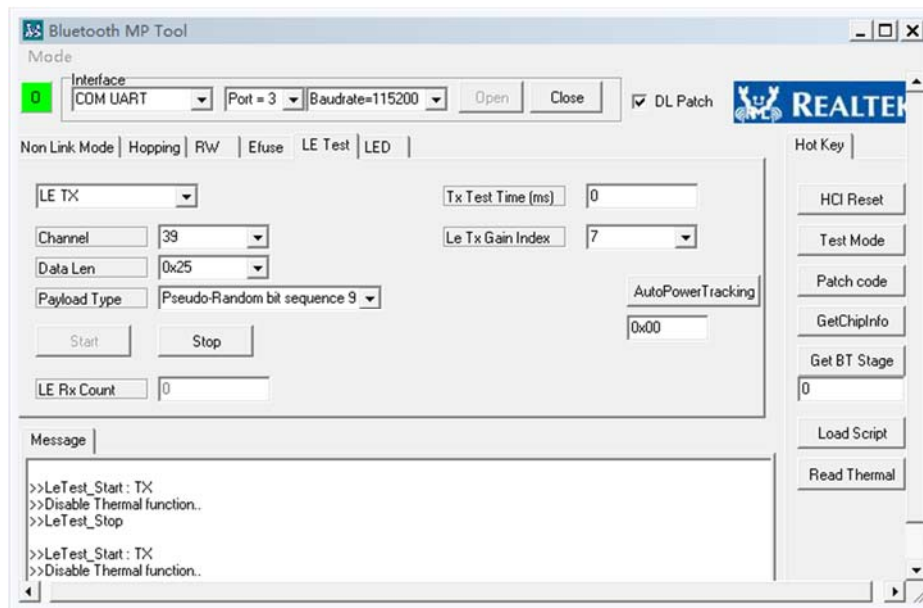 Bluetooth MP Tool
Mode
Interface
0 COM UART Port = 3 Baudrate=115200 Open Close DL Patch REALTEK
Non Link Mode Hopping RW Efuse LE Test LED Hot Key
LE TX Tx Test Time (ms) 0 HCI Reset
Channel 39 Le Tx Gain Index 7 Test Mode
Data Len 0x25 Patch code
Payload Type Pseudo-Random bit sequence 9 AutoPowerTracking GetChipInfo
Start Stop 0x00 Get BT Stage
LE Rx Count 0 0
Message Load Script
Read Thermal
>>LeTest_Start : TX
>>Disable Thermal function..
>>LeTest_Stop
>>LeTest_Start : TX
>>Disable Thermal function..